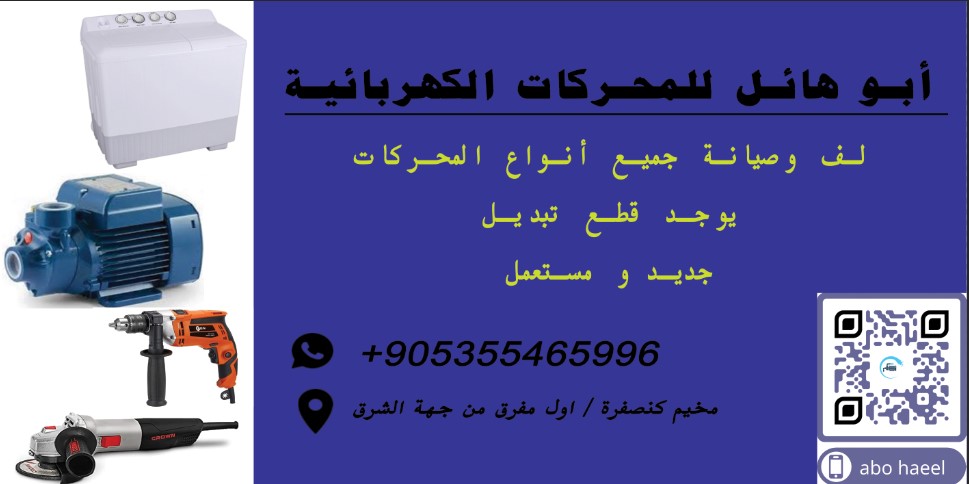 أبو هائل للمحركات الكهربائية
لف وصيانة جميع أنواع المحركات
يوجد قطع تبديل
جديد و مستعمل
+905355465996
مخيم كنصفرة / اول مفرق من جهة الشرق
abo haeel
CROWN